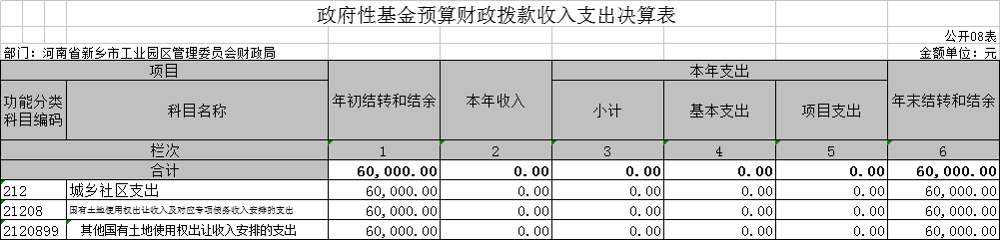 政府性基金预算财政拨款收入支出决算表
公开08表
部门：河南省新乡市工业园区管理委员会财政局 金额单位：元
项目 年初结转和结余 本年收入 本年支出 年末结转和结余
功能分类科目编码 科目名称 小计 基本支出 项目支出
栏次 1 2 3 4 5 6
合计 60,000.00 0.00 0.00 0.00 0.00 60,000.00
212 城乡社区支出 60,000.00 0.00 0.00 0.00 0.00 60,000.00
21208 国有土地使用权出让收入及对应专项债务收入安排的支出 60,000.00 0.00 0.00 0.00 0.00 60,000.00
2120899 其他国有土地使用权出让收入安排的支出 60,000.00 0.00 0.00 0.00 0.00 60,000.00